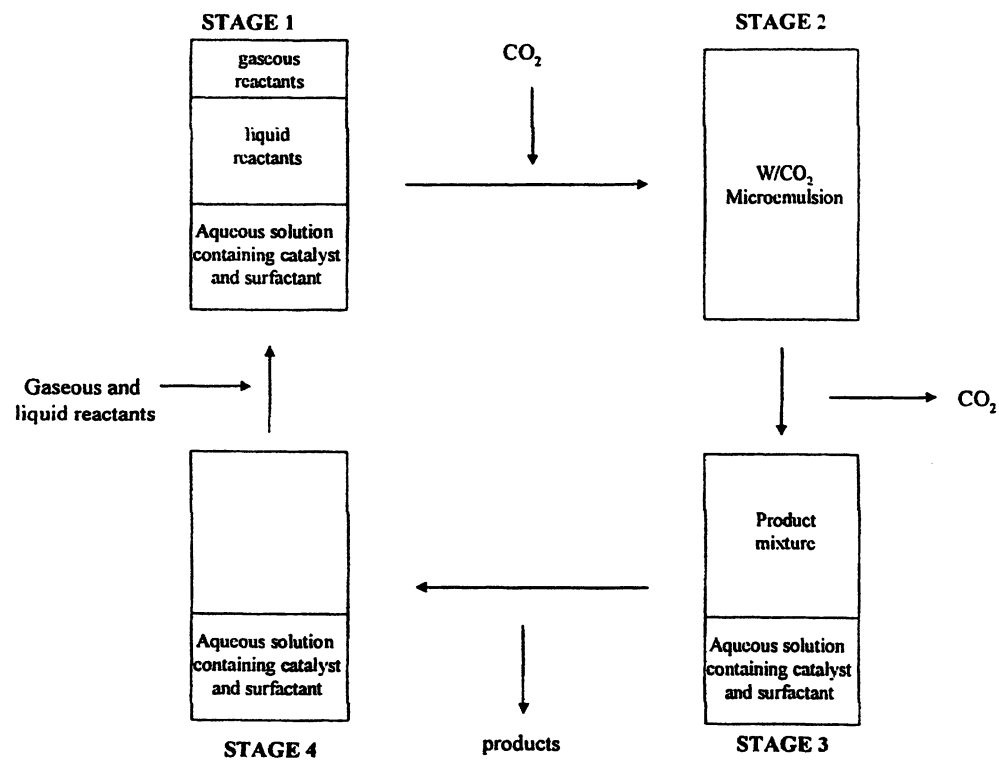 STAGE 1
gaseous
reactants
liquid
reactants
Aqueous solution
containing catalyst
and surfactant
CO₂
STAGE 2
W/CO₂
Microemulsion
CO₂
Product
mixture
Aqueous solution
containing catalyst
and surfactant
STAGE 3
products
Aqueous solution
containing catalyst
and surfactant
STAGE 4
Gaseous and
liquid reactants